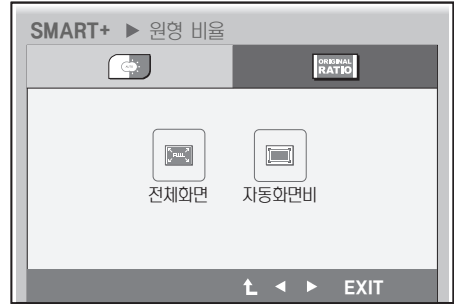 SMART+ ▶ 원형 비율
ORIGINAL
RATIO
FULL
전체화면 자동화면비
EXIT